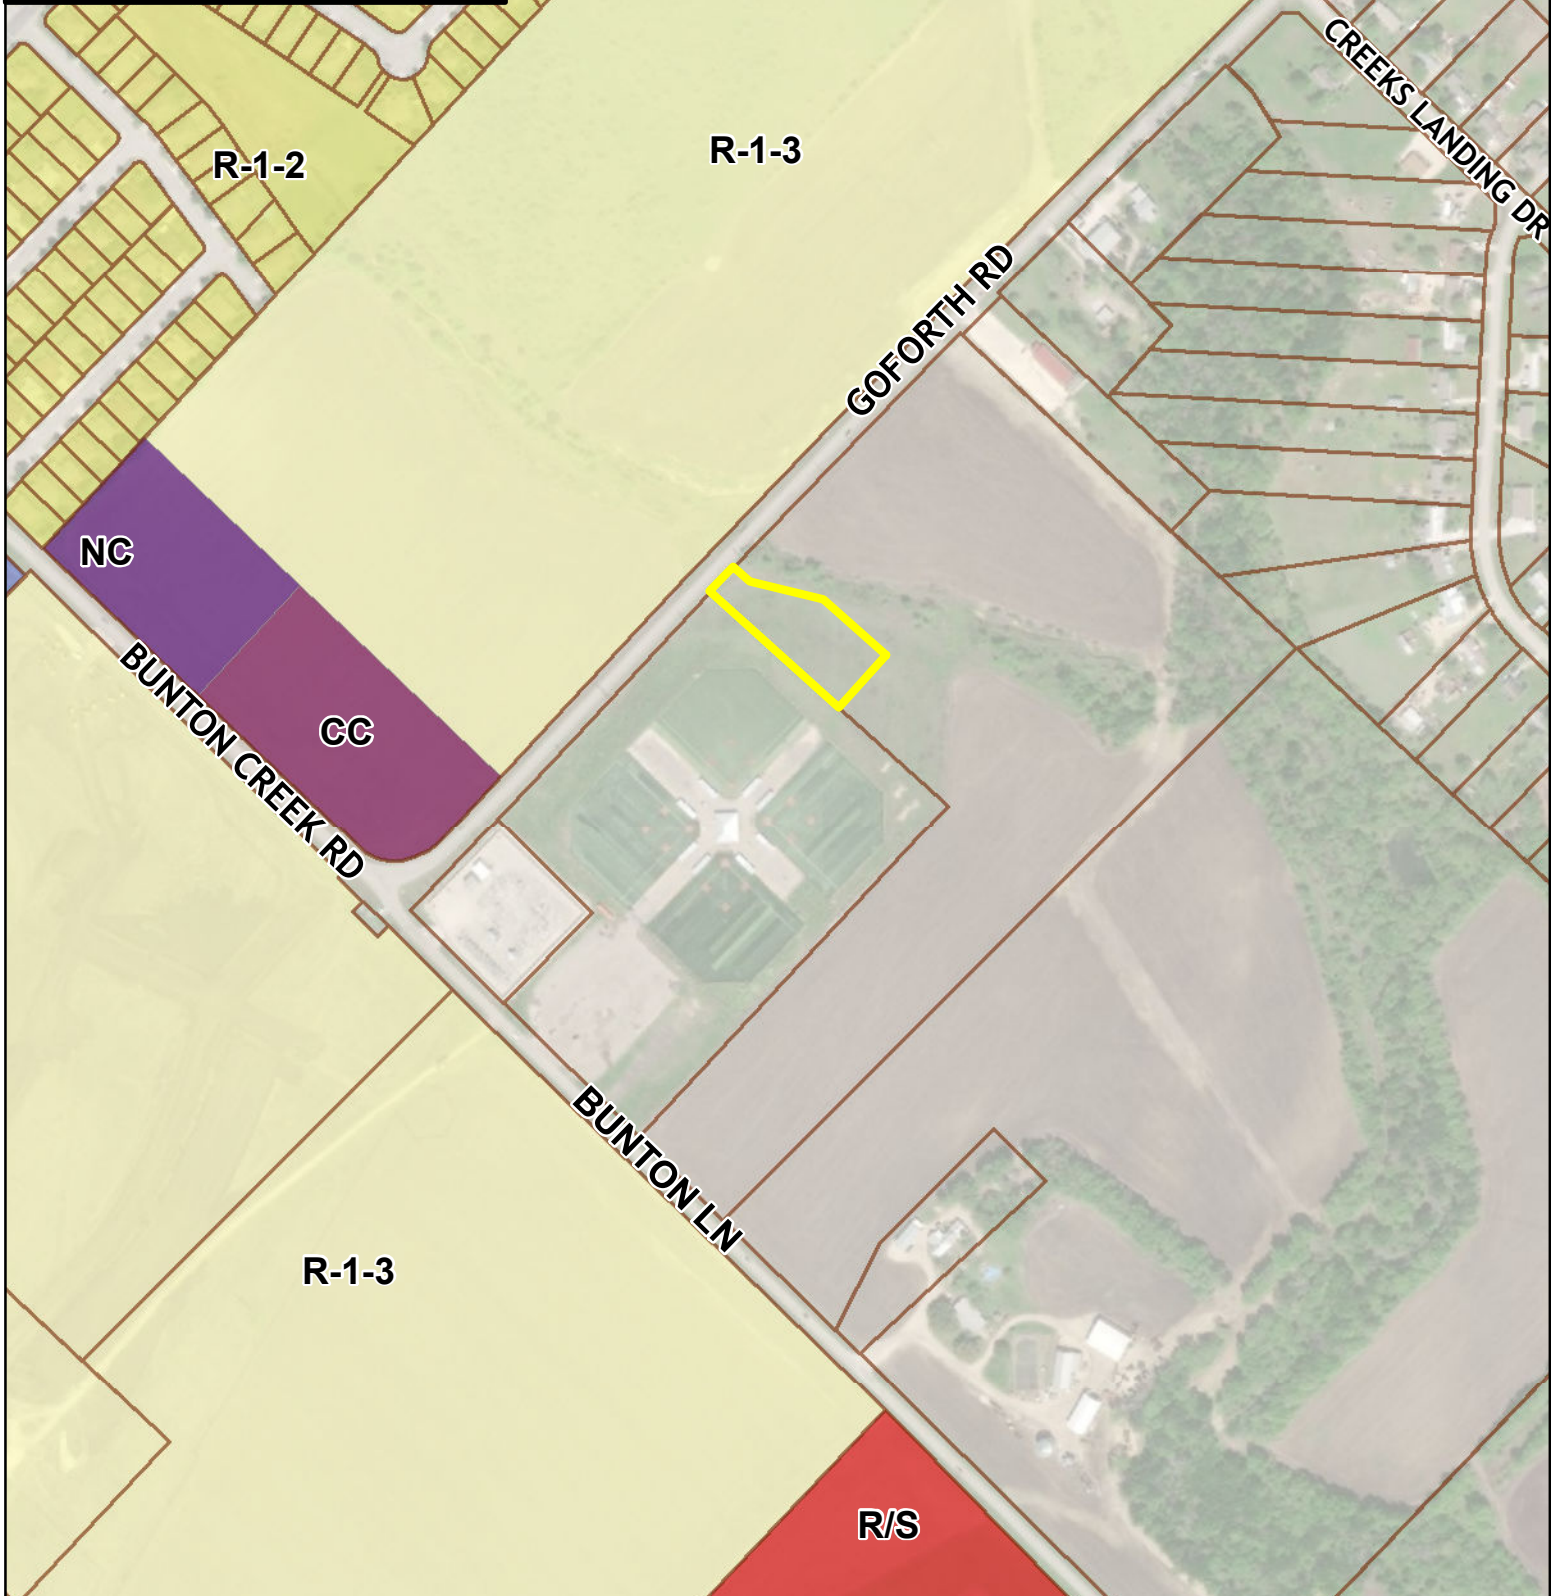 CREEKS LANDING DR
R-1-2
R-1-3
GOFORTH RD
NC
CC
BUNTON CREEK RD
BUNTON LN
R-1-3
R/S